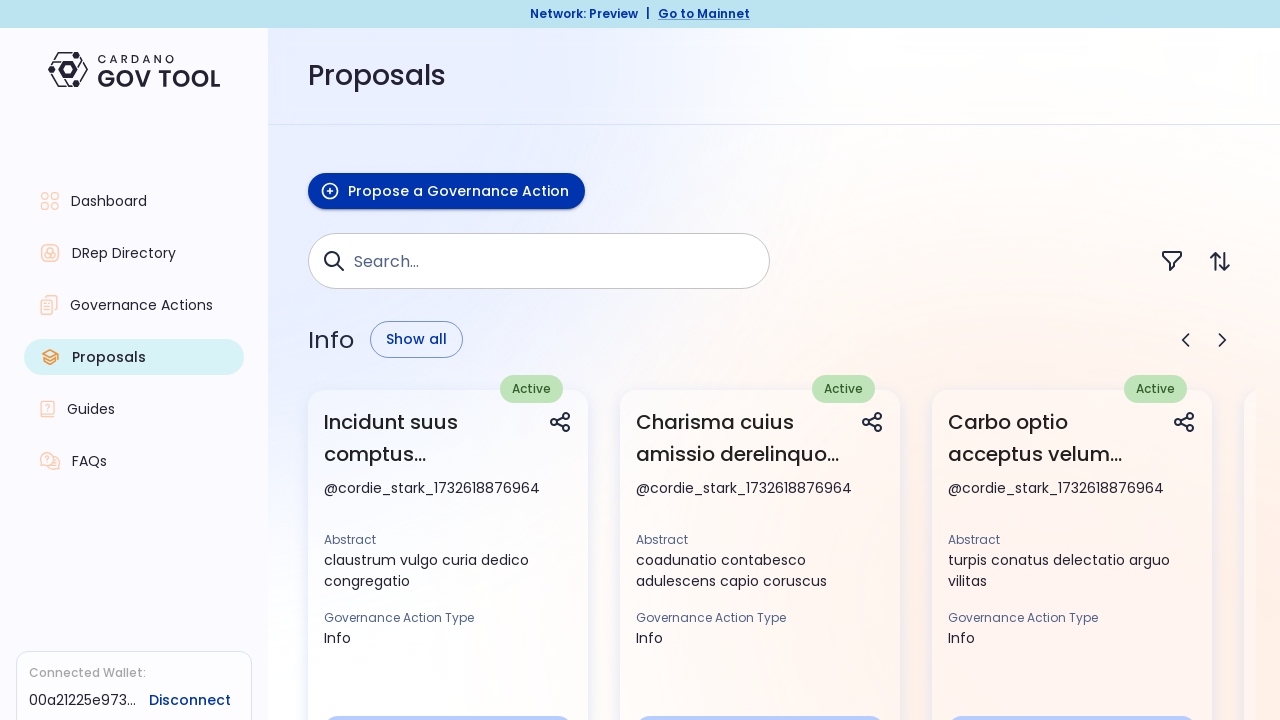 Network: Preview | Go to Mainnet
CARDANO
GOV TOOL
Proposals
Dashboard
DRep Directory
Governance Actions
Proposals
Guides
FAQs
Connected Wallet:
00a21225e973... Disconnect
Propose a Governance Action
Search...
Info Show all
Active
Incidunt suus
comptus...
@cordie_stark_1732618876964
Abstract
claustrum vulgo curia dedico
congregatio
Governance Action Type
Info
Active
Charisma cuius
amissio derelinquo...
@cordie_stark_1732618876964
Abstract
coadunatio contabesco
adulescens capio coruscus
Governance Action Type
Info
Active
Carbo optio
acceptus velum...
@cordie_stark_1732618876964
Abstract
turpis conatus delectatio arguo
vilitas
Governance Action Type
Info